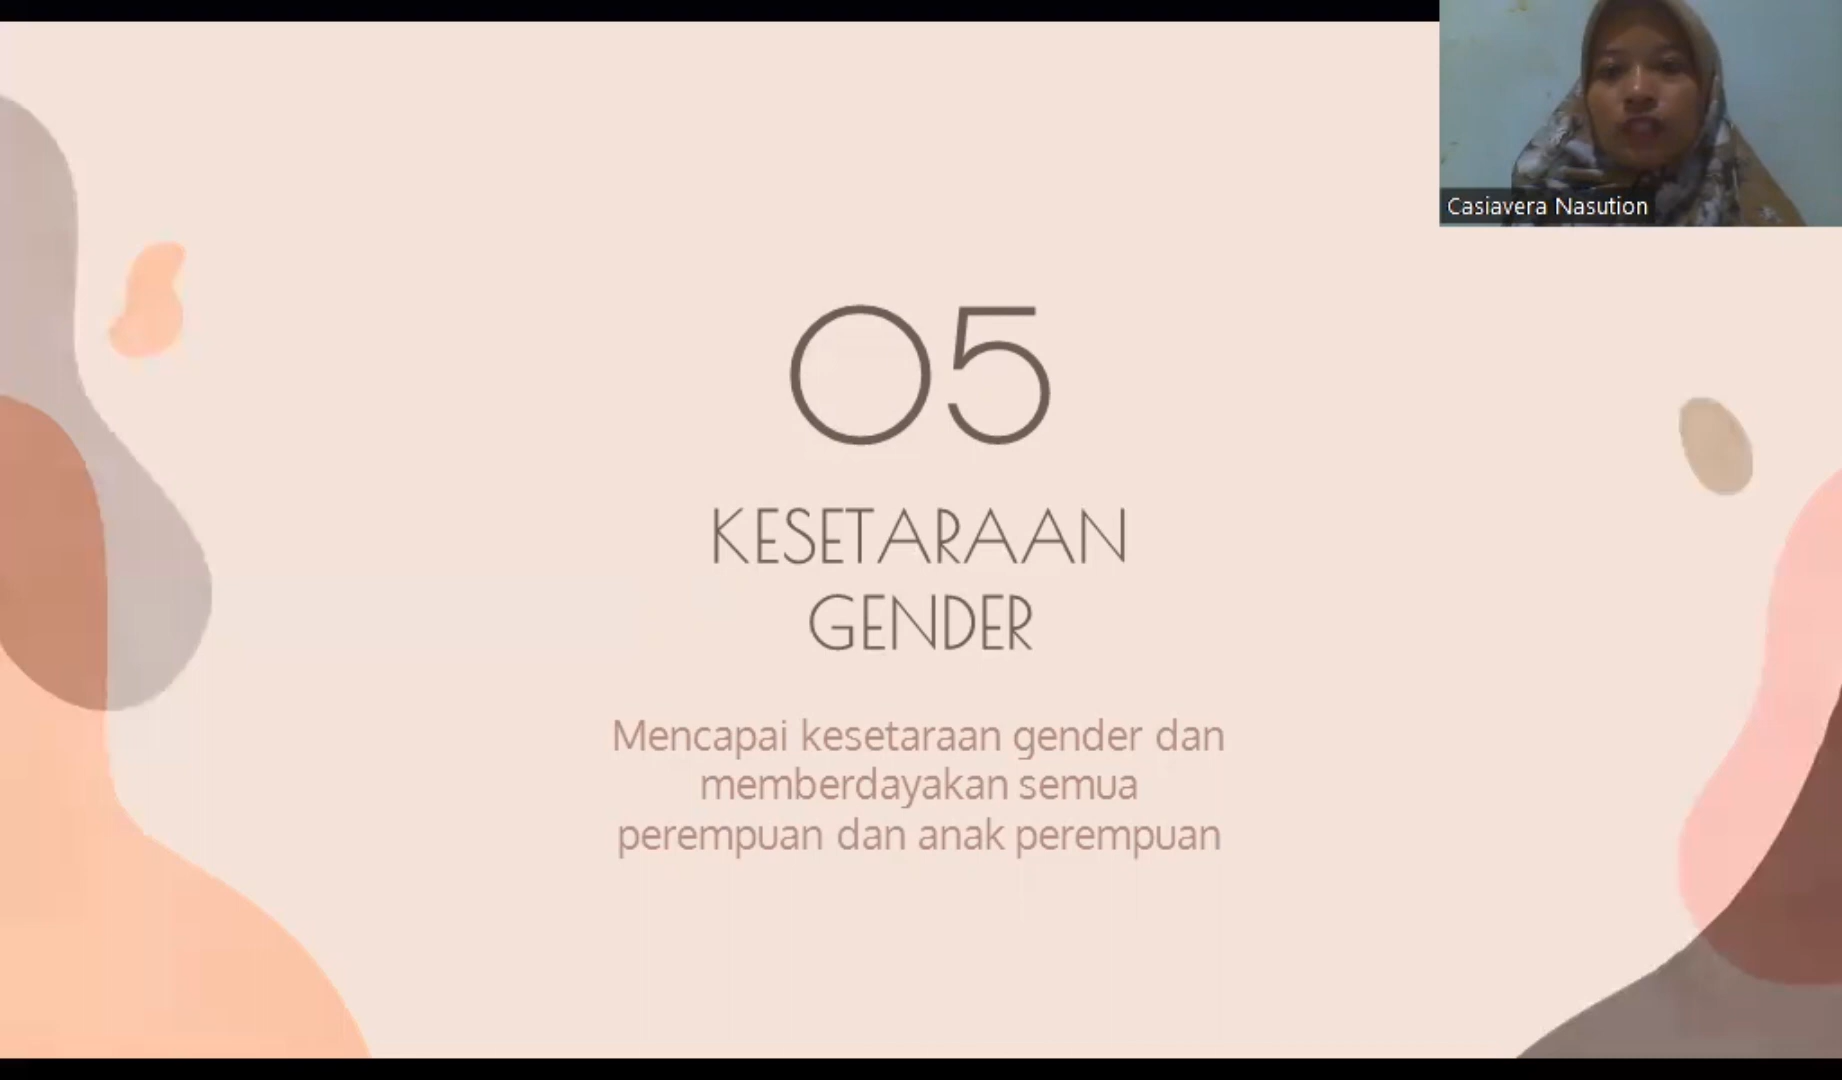 Casiavera Nasution
05
KESETARAAN
GENDER
Mencapai kesetaraan gender dan
memberdayakan semua
perempuan dan anak perempuan